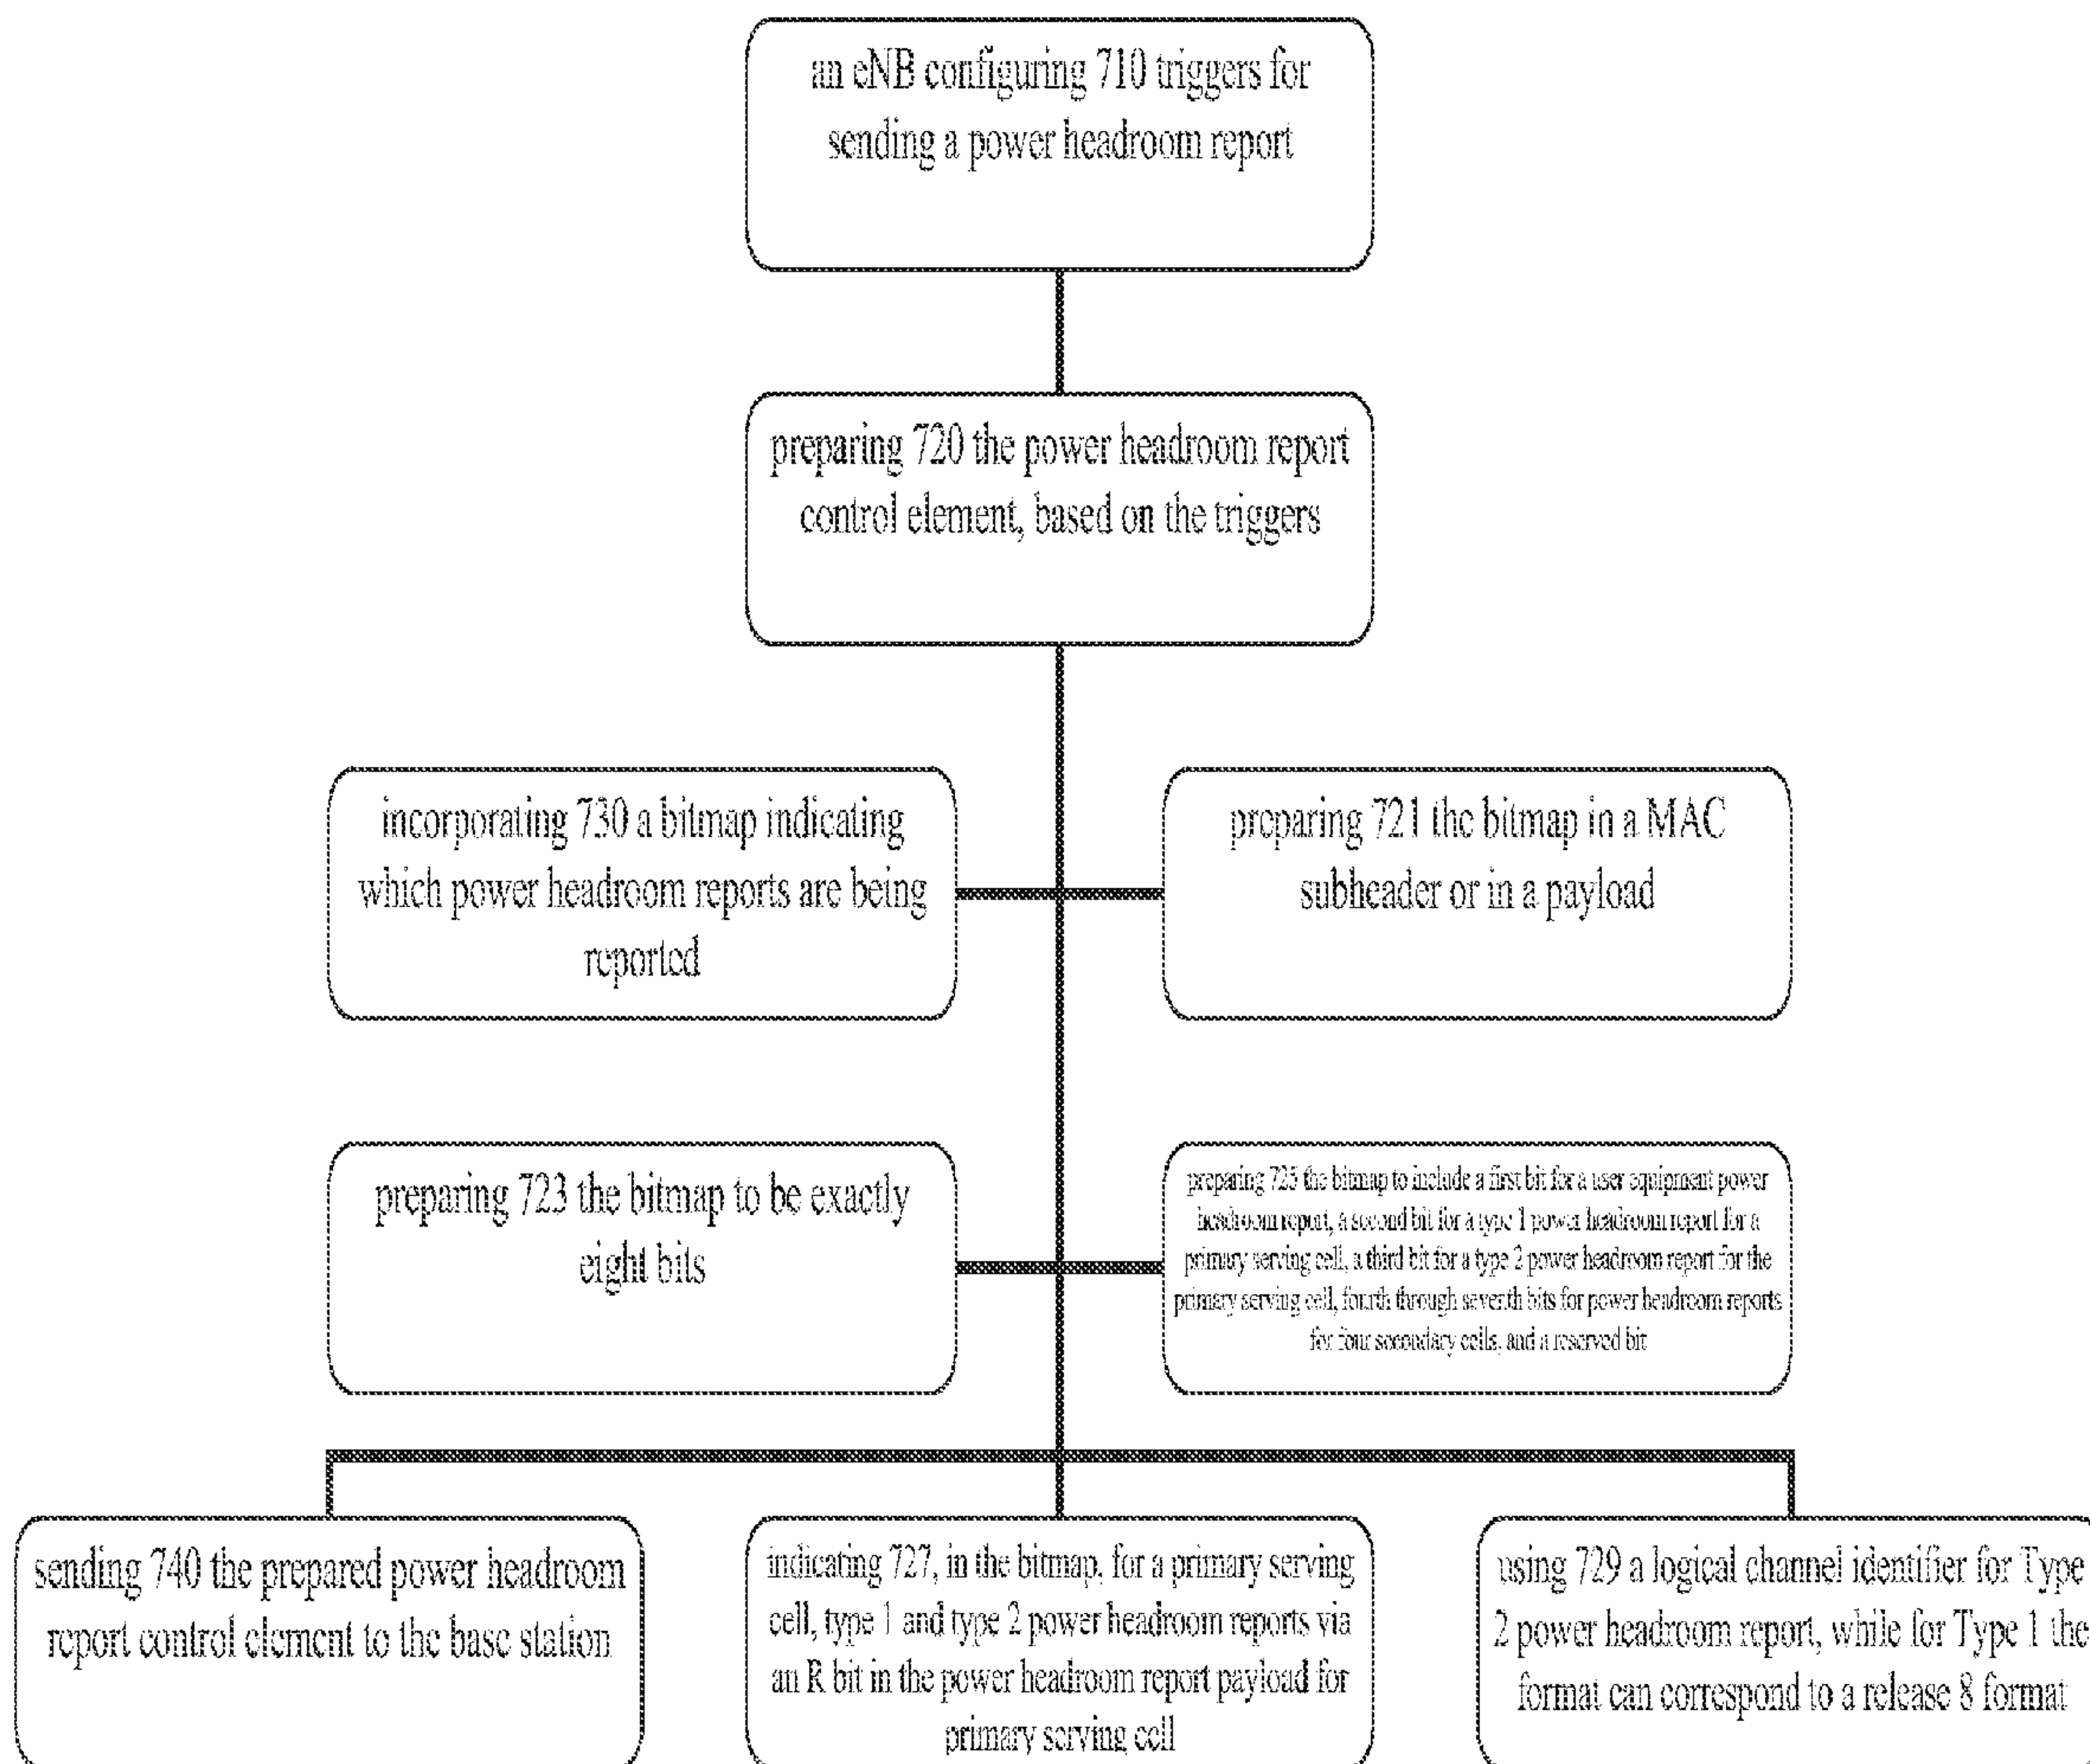 an eNB configuring 710 triggers for
sending a power headroom report
preparing 720 the power headroom report
control element, based on the triggers
incorporating 730 a bitmap indicating
which power headroom reports are being
reported
preparing 721 the bitmap in a MAC
subheader or in a payload
preparing 723 the bitmap to be exactly
eight bits
preparing 725 the bitmap to include a first bit for a user equipment power
headroom report, a second bit for a type 1 power headroom report for a
primary serving cell, a third bit for a type 2 power headroom report for the
primary serving cell, fourth through seventh bits for power headroom reports
for four secondary cells, and a reserved bit
sending 740 the prepared power headroom
report control element to the base station
indicating 727, in the bitmap, for a primary serving
cell, type 1 and type 2 power headroom reports via
an R bit in the power headroom report payload for
primary serving cell
using 729 a logical channel identifier for Type
2 power headroom report, while for Type 1 the
format can correspond to a release 8 format